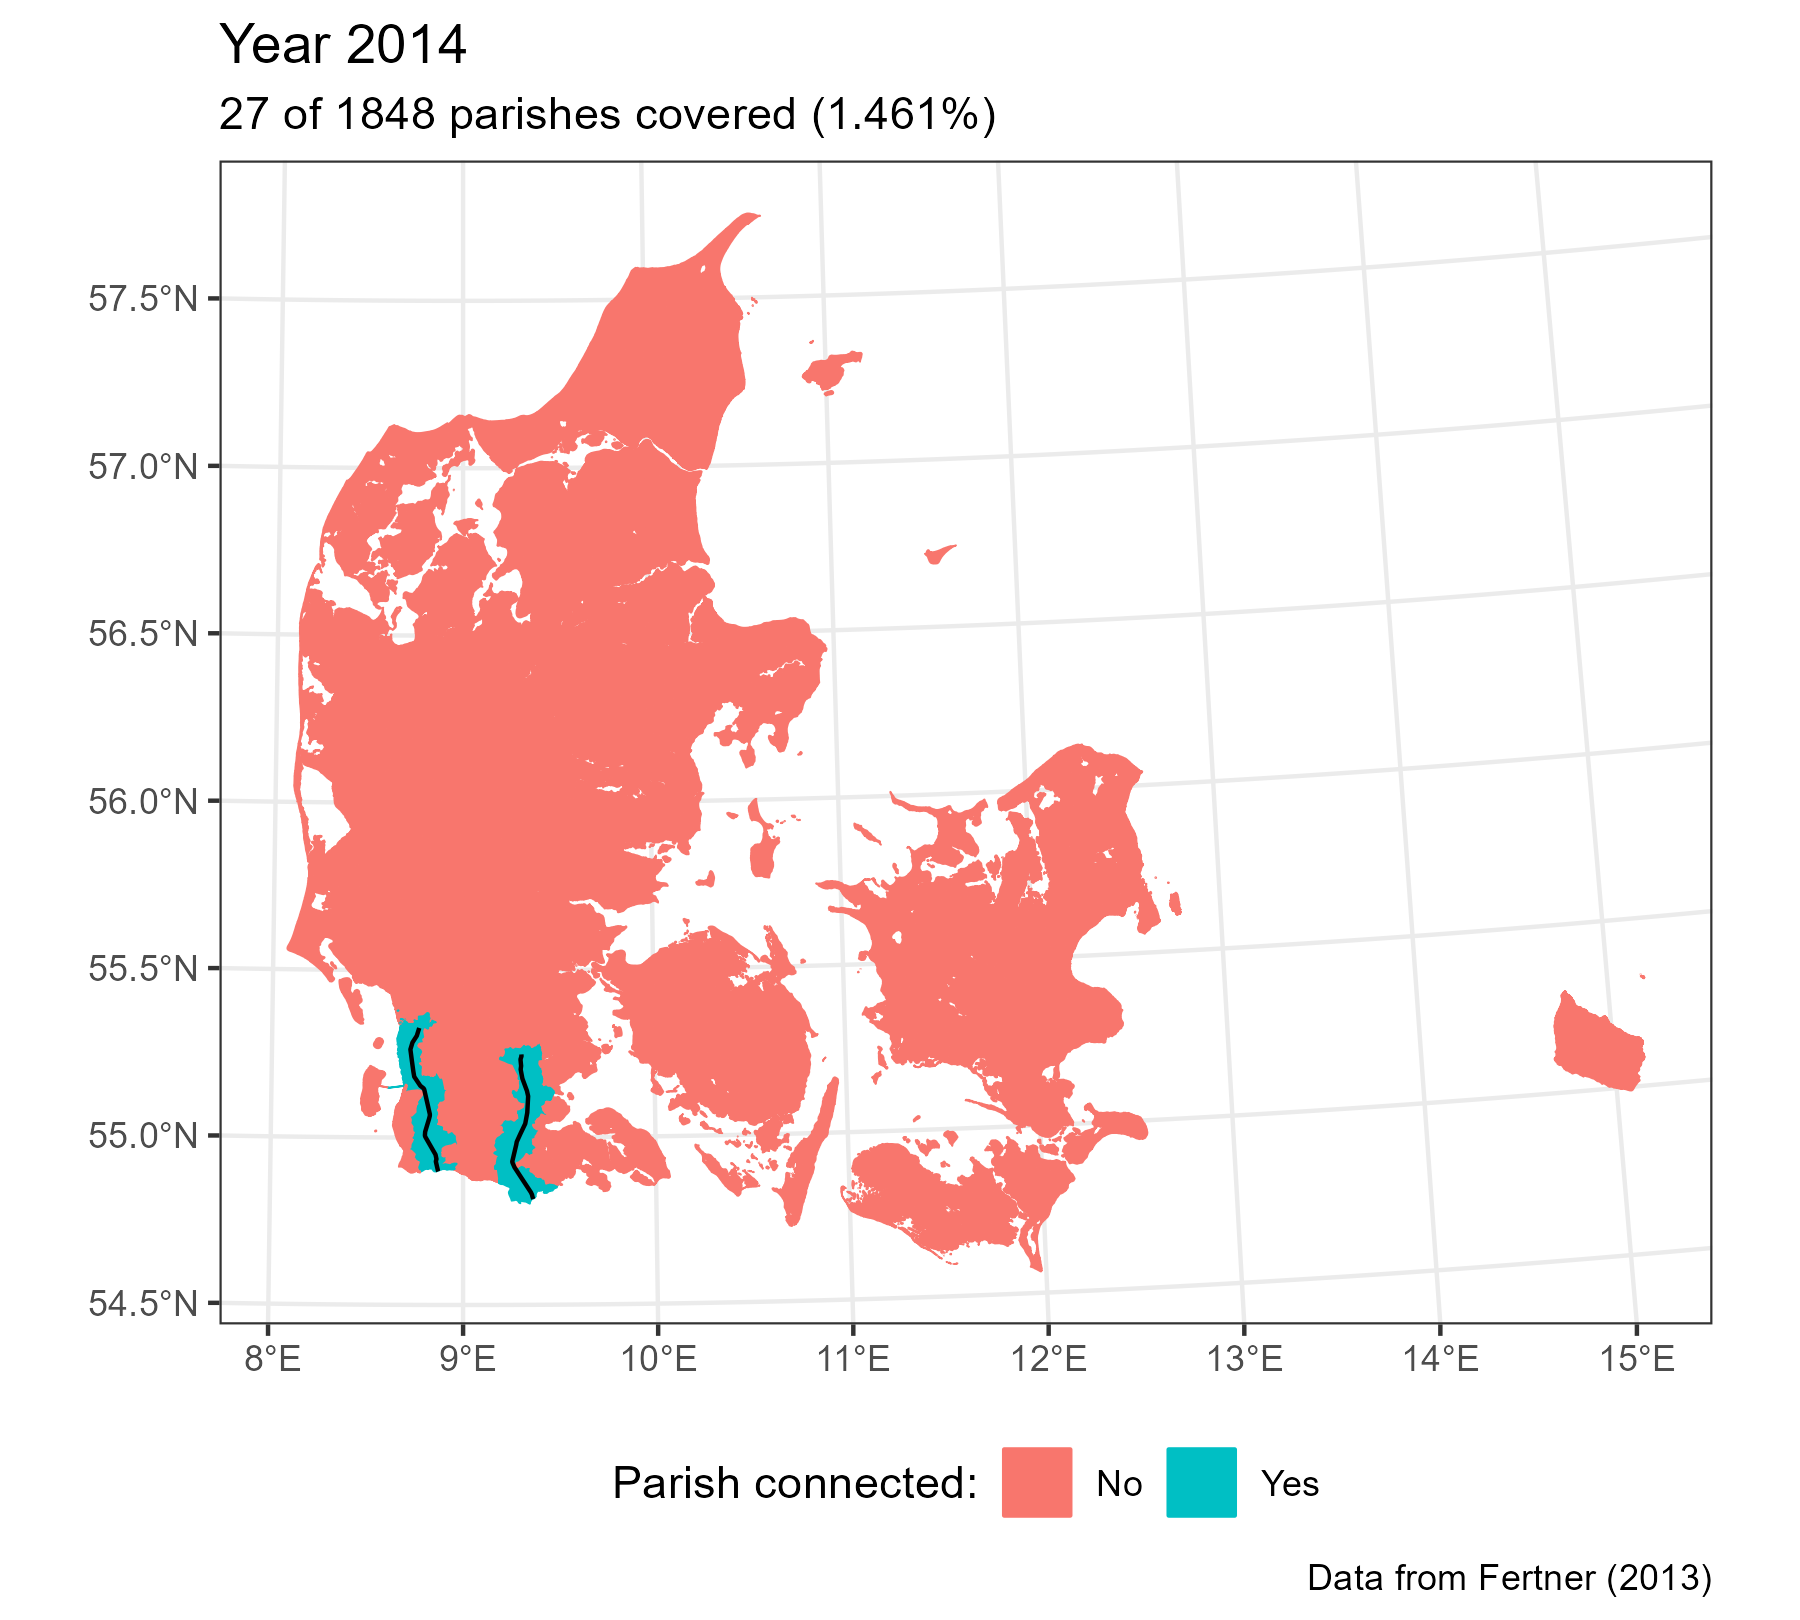 Year 2014
27 of 1848 parishes covered (1.461%)
57.5°N
57.0°N
56.5°N
56.0°N
55.5°N
55.0°N
54.5°N
8°E 9°E 10°E 11°E 12°E 13°E 14°E 15°E
Parish connected: No Yes
Data from Fertner (2013)